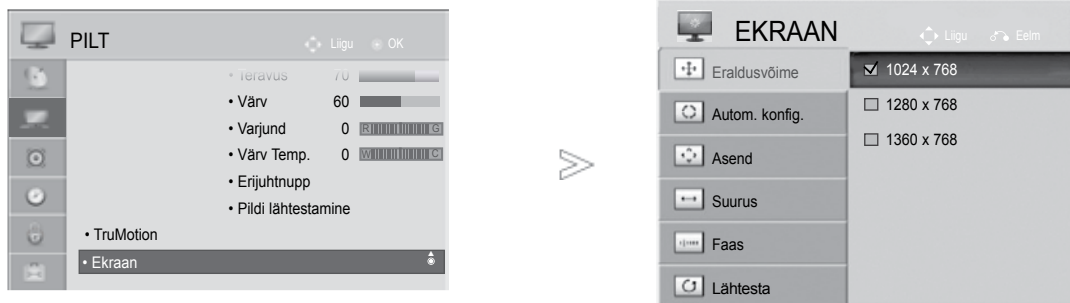 PILT
Liigu OK
• Teravus 70
• Värv 60
• Varjund 0 R G
• Värv Temp. 0 W C
• Erijuhtnupp
• Pildi lähtestamine
• TruMotion
• Ekraan
EKRAAN
Liigu Eelm
Eraldusvõime
Autom. konfig.
Asend
Suurus
Faas
Lähtesta
1024 x 768
1280 x 768
1360 x 768